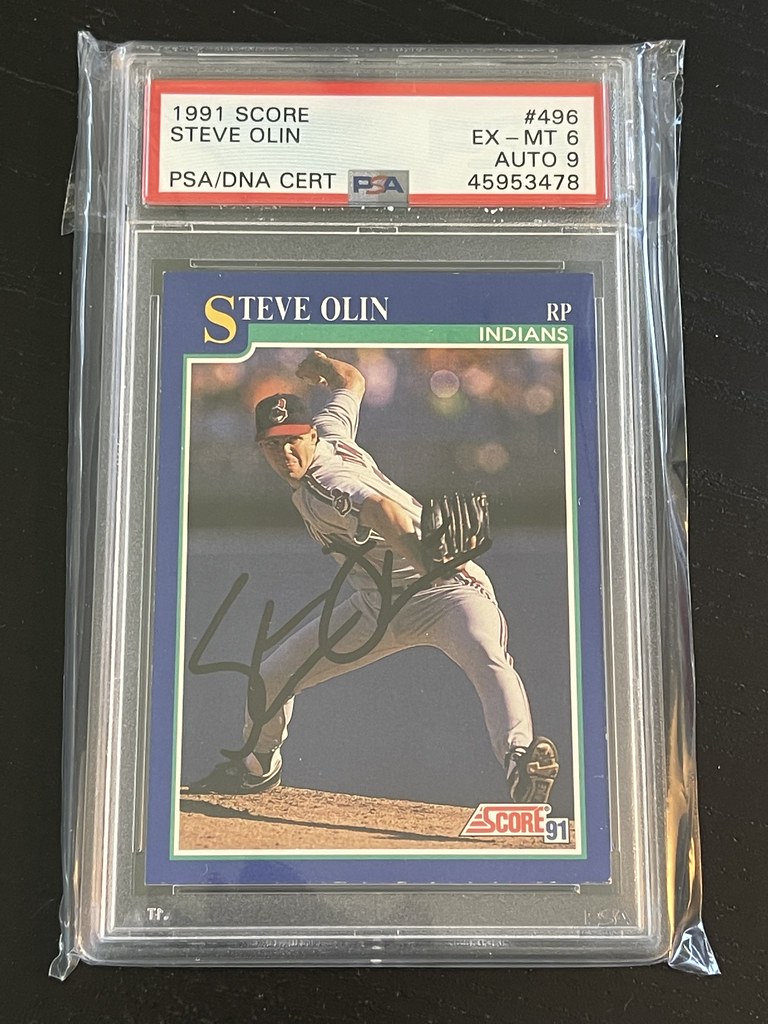 1991 SCORE #496
STEVE OLIN EX - MT 6
AUTO 9
PSA/DNA CERT PSA 45953478
STEVE OLIN RP
INDIANS
SCORE® 91
PSA